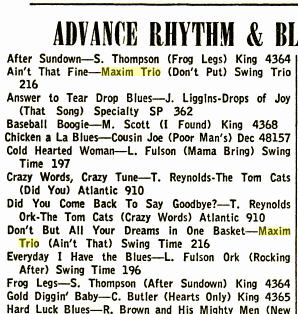 ADVANCE RHYTHM & BL
After Sundown—S. Thompson (Frog Legs) King 4364
Ain't That Fine—Maxim Trio (Don't Put) Swing Trio
216
Answer to Tear Drop Blues—J. Liggins-Drops of Joy
(That Song) Specialty SP 362
Baseball Boogie—M. Scott (I Found) King 4368
Chicken a La Blues—Cousin Joe (Poor Man's) Dec 48157
Cold Hearted Woman—L. Fulson (Mama Bring) Swing
Time 197
Crazy Words, Crazy Tune—T. Reynolds-The Tom Cats
(Did You) Atlantic 910
Did You Come Back To Say Goodbye?—T. Reynolds
Ork-The Tom Cats (Crazy Words) Atlantic 910
Don't But All Your Dreams in One Basket—Maxim
Trio (Ain't That) Swing Time 216
Everyday I Have the Blues—L. Fulson Ork (Rocking
After) Swing Time 196
Frog Legs—S. Thompson (After Sundown) King 4364
Gold Diggin' Baby—C. Butler (Hearts Only) King 4365
Hard Luck Blues—R. Brown and His Mighty Men (New